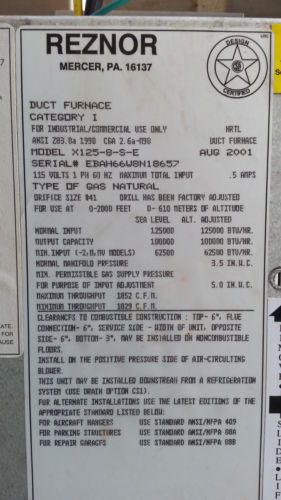 REZNOR
MERCER, PA. 16137
DESIGN
CERTIFIED
DUCT FURNACE
CATEGORY I
FOR INDUSTRIAL/COMMERCIAL USE ONLY HRTL
ANSI Z83.8a 1998 CGA 2.6a-M98 DUCT FURNACE
MODEL X125-8-S-E AUG 2001
SERIAL# EBAH66W8N18657
115 VOLTS 1 PH 60 HZ MAXIMUM TOTAL INPUT .5 AMPS
TYPE OF GAS NATURAL
ORIFICE SIZE #41 DRILL HAS BEEN FACTORY ADJUSTED
FOR USE AT 0-2000 FEET 0- 610 METERS OF ALTITUDE
SEA LEVEL ALT. ADJUSTED
NORMAL INPUT 125000 125000 BTU/HR.
OUTPUT CAPACITY 100000 100000 BTU/HR.
MIN.INPUT MODELS) 62500 62500 BTU/HR.
NORMAL MANIFOLD PRESSURE 3.5 IN.W.C.
MIN. PERMISSIBLE GAS SUPPLY PRESSURE
FOR PURPOSE OF INPUT ADJUSTMENT 5.0 IN.W.C.
MAXIMUM THROUGHPUT 1852 C.F.M.
MINIMUM THROUGHPUT 1029 C.F.M.
CLEARANCES TO COMBUSTIBLE CONSTRUCTION : TOP- 6", FLUE
CONNECTION- 6", SERVICE SIDE - WIDTH OF UNIT, OPPOSITE
SIDE- 6", BOTTOM- 3", MAY BE INSTALLED ON NONCOMBUSTIBLE
FLOORS.
INSTALL ON THE POSITIVE PRESSURE SIDE OF AIR-CIRCULTING
BLOWER.
THIS UNIT MAY BE INSTALLED DOWNSTREAM FROM A REFRIGERATION
SYSTEM (USE DRAIN OPTION CS1).
FOR ALTERNATE INSTALLATIONS USE THE LATEST EDITIONS OF THE
APPROPRIATE STANDARD LISTED BELOW:
FOR AIRCRAFT HANGERS USE STANDARD ANSI/NFPA 409
FOR PARKING STRUCTURES USE STANDARD ANSI/NFPA 88A
FOR REPAIR GARAGES USE STANDARD ANSI/NFPA 88B